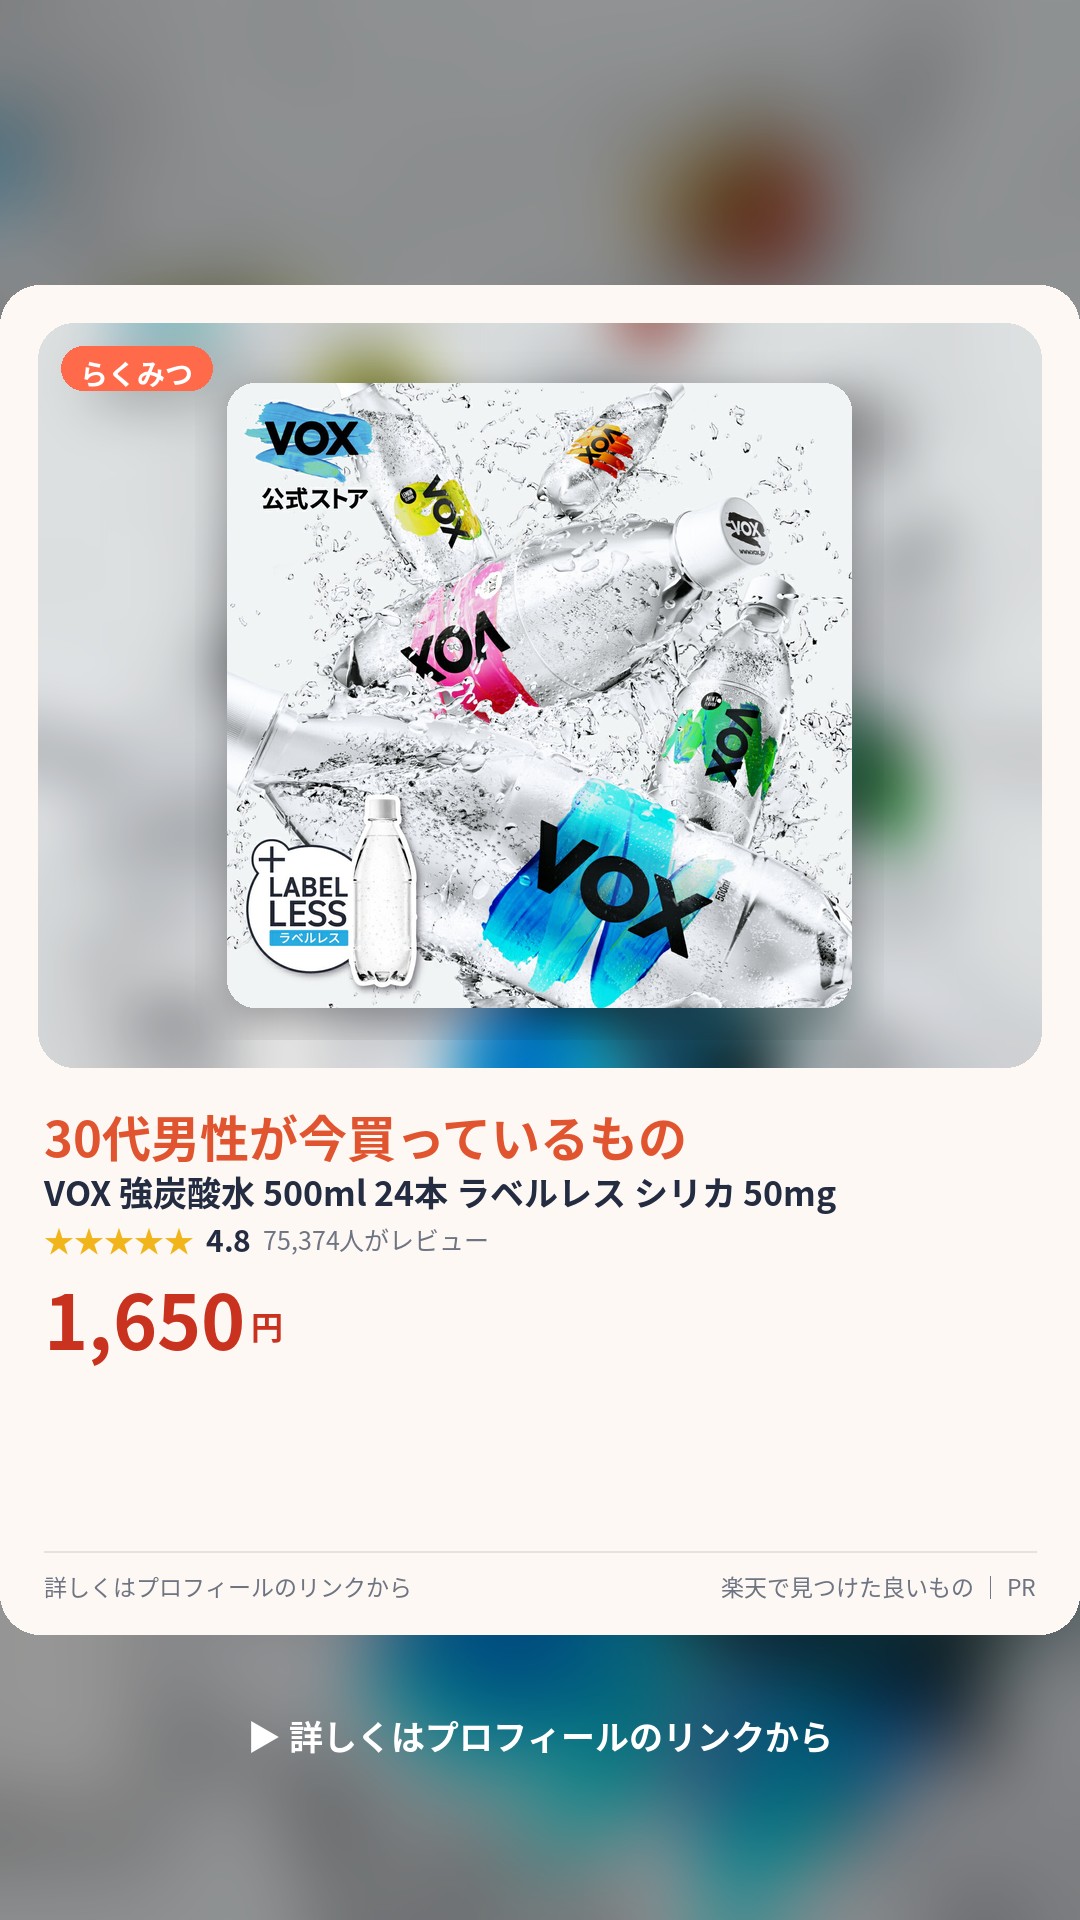 らくみつ
VOX
公式ストア
VOX
VOX
VOX
www.vox.jp
VOX
VOX
500ml
+
LABEL
LESS
ラベルレス
30代男性が今買っているもの
VOX 強炭酸水 500ml 24本 ラベルレス シリカ 50mg
★★★★★ 4.8 75,374人がレビュー
1,650円
詳しくはプロフィールのリンクから
楽天で見つけた良いもの | PR
▶ 詳しくはプロフィールのリンクから